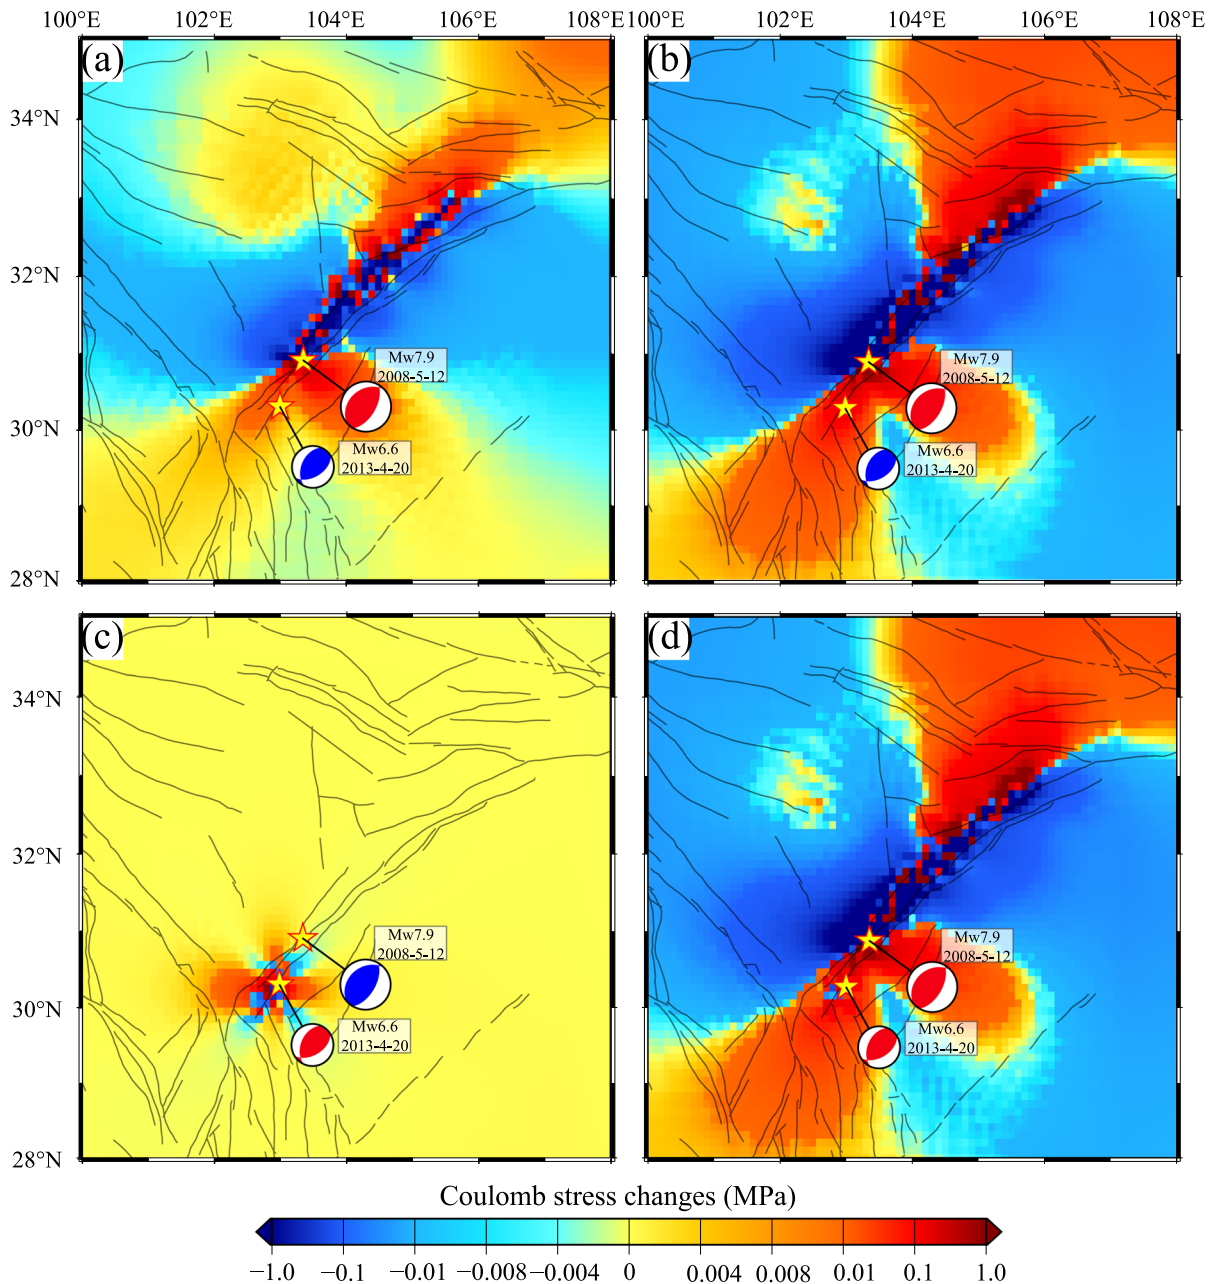 100°E 102°E 104°E 106°E 108°E 100°E 102°E 104°E 106°E 108°E
(a) (b)
34°N
32°N
30°N
28°N
Mw7.9
2008-5-12
Mw6.6
2013-4-20
Mw7.9
2008-5-12
Mw6.6
2013-4-20
(c) (d)
34°N
32°N
30°N
28°N
Mw7.9
2008-5-12
Mw6.6
2013-4-20
Mw7.9
2008-5-12
Mw6.6
2013-4-20
Coulomb stress changes (MPa)
−1.0 −0.1 −0.01 −0.008 −0.004 0 0.004 0.008 0.01 0.1 1.0